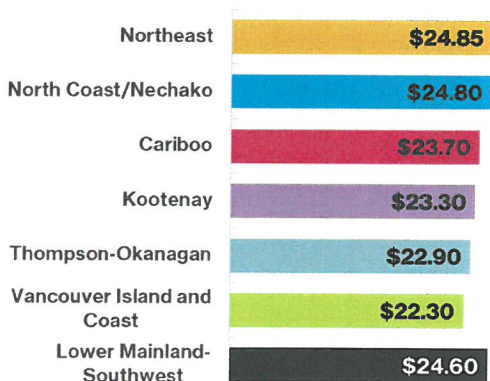 Northeast $24.85
North Coast/Nechako $24.80
Cariboo $23.70
Kootenay $23.30
Thompson-Okanagan $22.90
Vancouver Island and
Coast $22.30
Lower Mainland-
Southwest $24.60